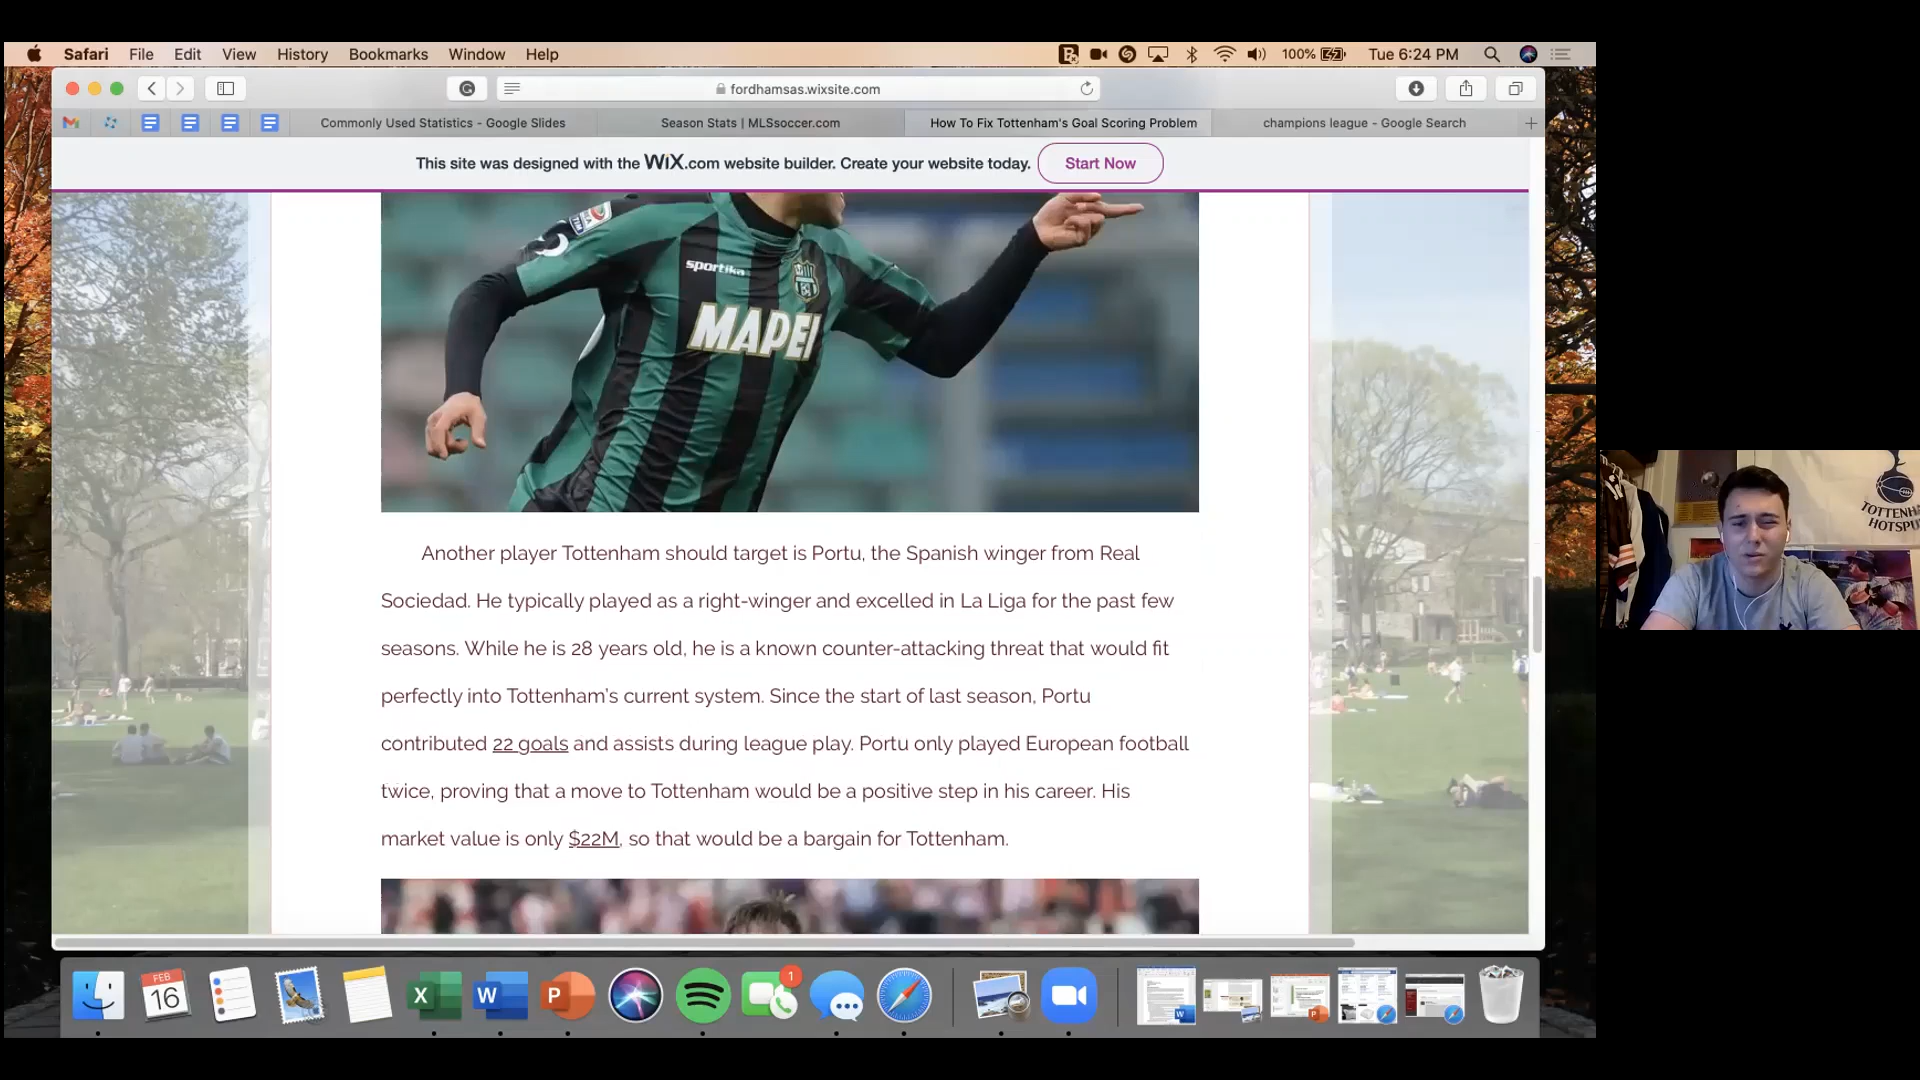 Safari File Edit View History Bookmarks Window Help 100% Tue 6:24 PM
fordhamsas.wixsite.com
Commonly Used Statistics - Google Slides Season Stats | MLSsoccer.com How To Fix Tottenham's Goal Scoring Problem champions league - Google Search
This site was designed with the WiX.com website builder. Create your website today. Start Now
sportika
MAPEI
Another player Tottenham should target is Portu, the Spanish winger from Real
Sociedad. He typically played as a right-winger and excelled in La Liga for the past few
seasons. While he is 28 years old, he is a known counter-attacking threat that would fit
perfectly into Tottenham's current system. Since the start of last season, Portu
contributed 22 goals and assists during league play. Portu only played European football
twice, proving that a move to Tottenham would be a positive step in his career. His
market value is only $22M, so that would be a bargain for Tottenham.
TOTTENHA
HOTSPU
FEB
16
X
W
P
1